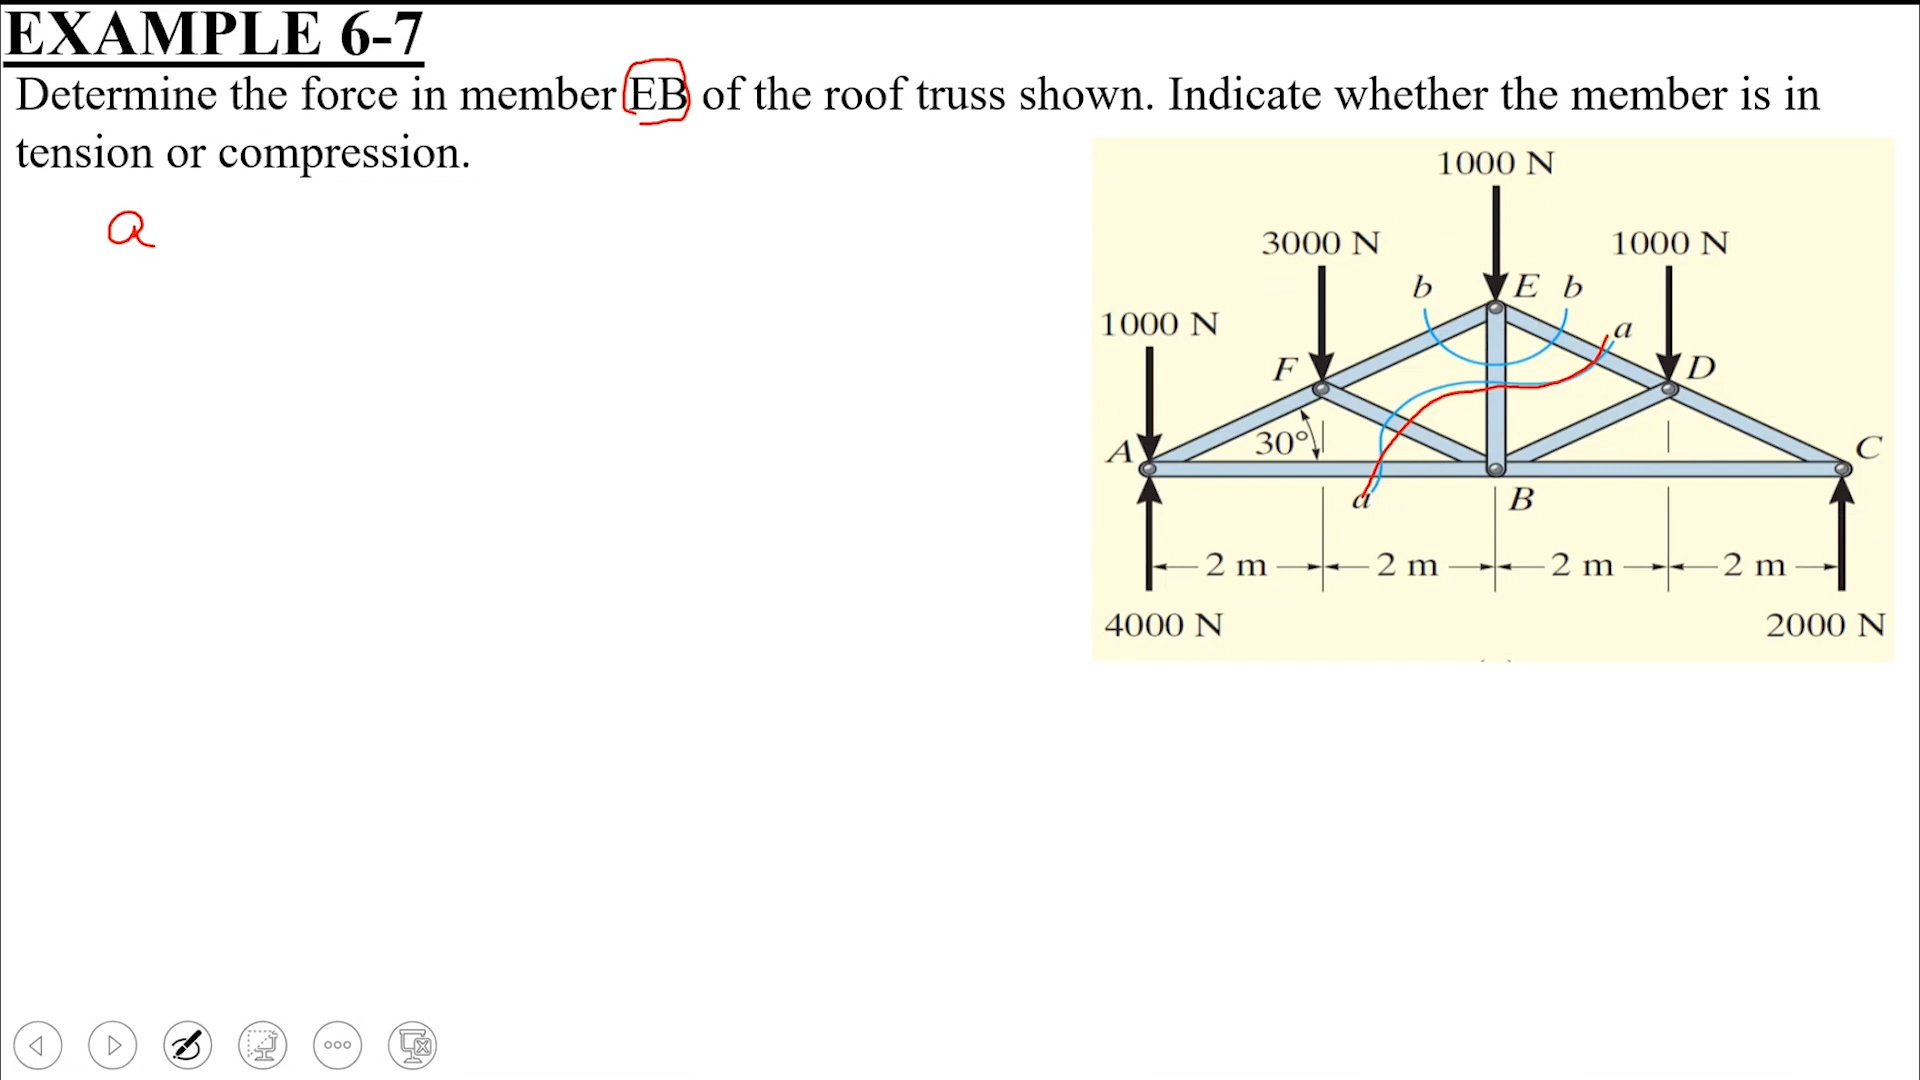 EXAMPLE 6-7
Determine the force in member EB of the roof truss shown. Indicate whether the member is in
tension or compression.
a
1000 N
3000 N
1000 N
b
E
b
1000 N
a
F
D
A
30°
C
a
B
2 m
2 m
2 m
2 m
4000 N
2000 N